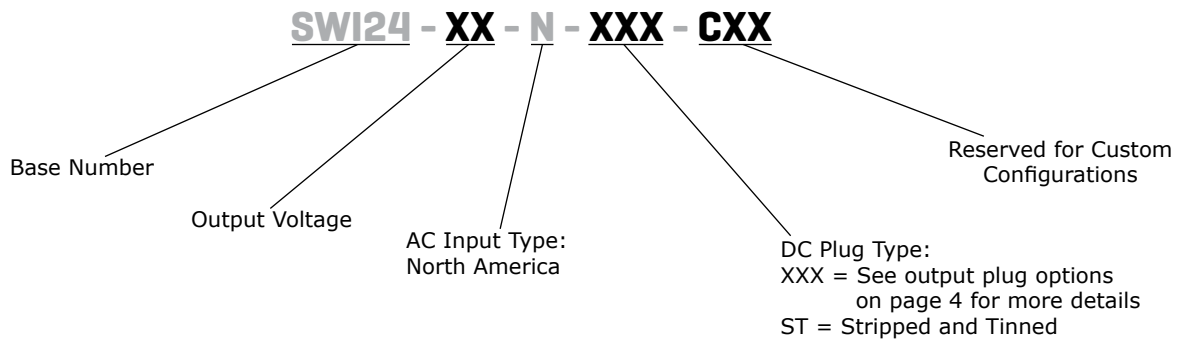 SWI24 - XX - N - XXX - CXX
Base Number
Output Voltage
AC Input Type:
North America
DC Plug Type:
XXX = See output plug options
on page 4 for more details
ST = Stripped and Tinned
Reserved for Custom
Configurations